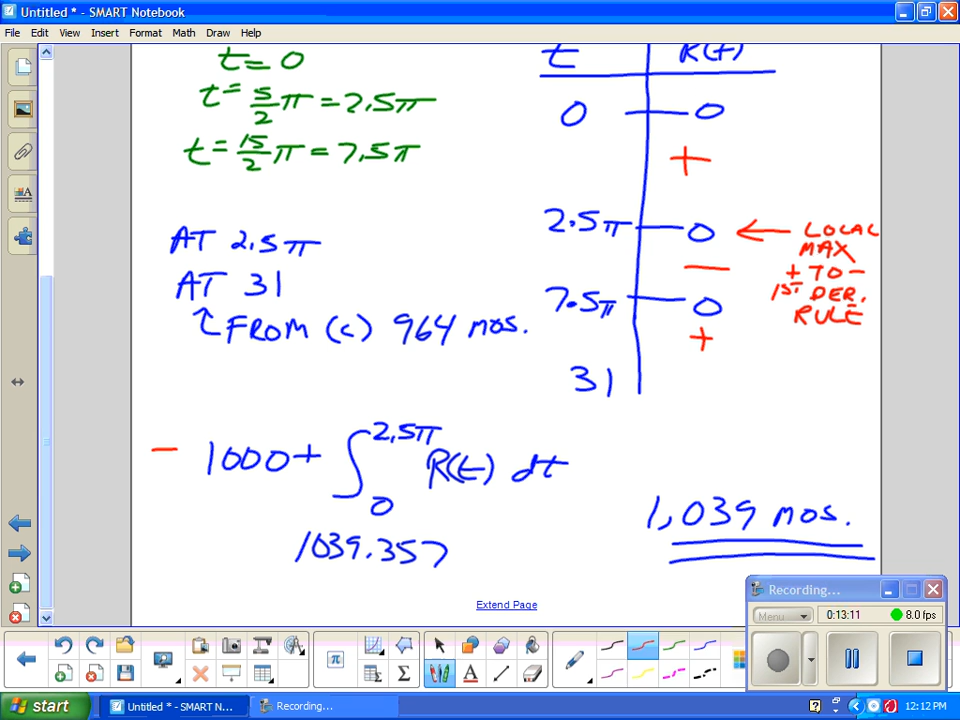 Untitled * - SMART Notebook
File Edit View Insert Format Math Draw Help
t = 0
t = 5/2 π = 2.5π
t = 15/2 π = 7.5π
t R(t)
0 0
+
2.5π 0
−
7.5π 0
+
31
← LOCAL
MAX
+ TO −
1ST DER.
RULE
AT 2.5π
AT 31
FROM (c) 964 mos.
− 1000 + ∫ 0 2.5π R(t) dt
1039.357
1,039 mos.
Extend Page
Recording...
Menu 0:13:11 8.0 fps
start Untitled * - SMART N... Recording... 12:12 PM